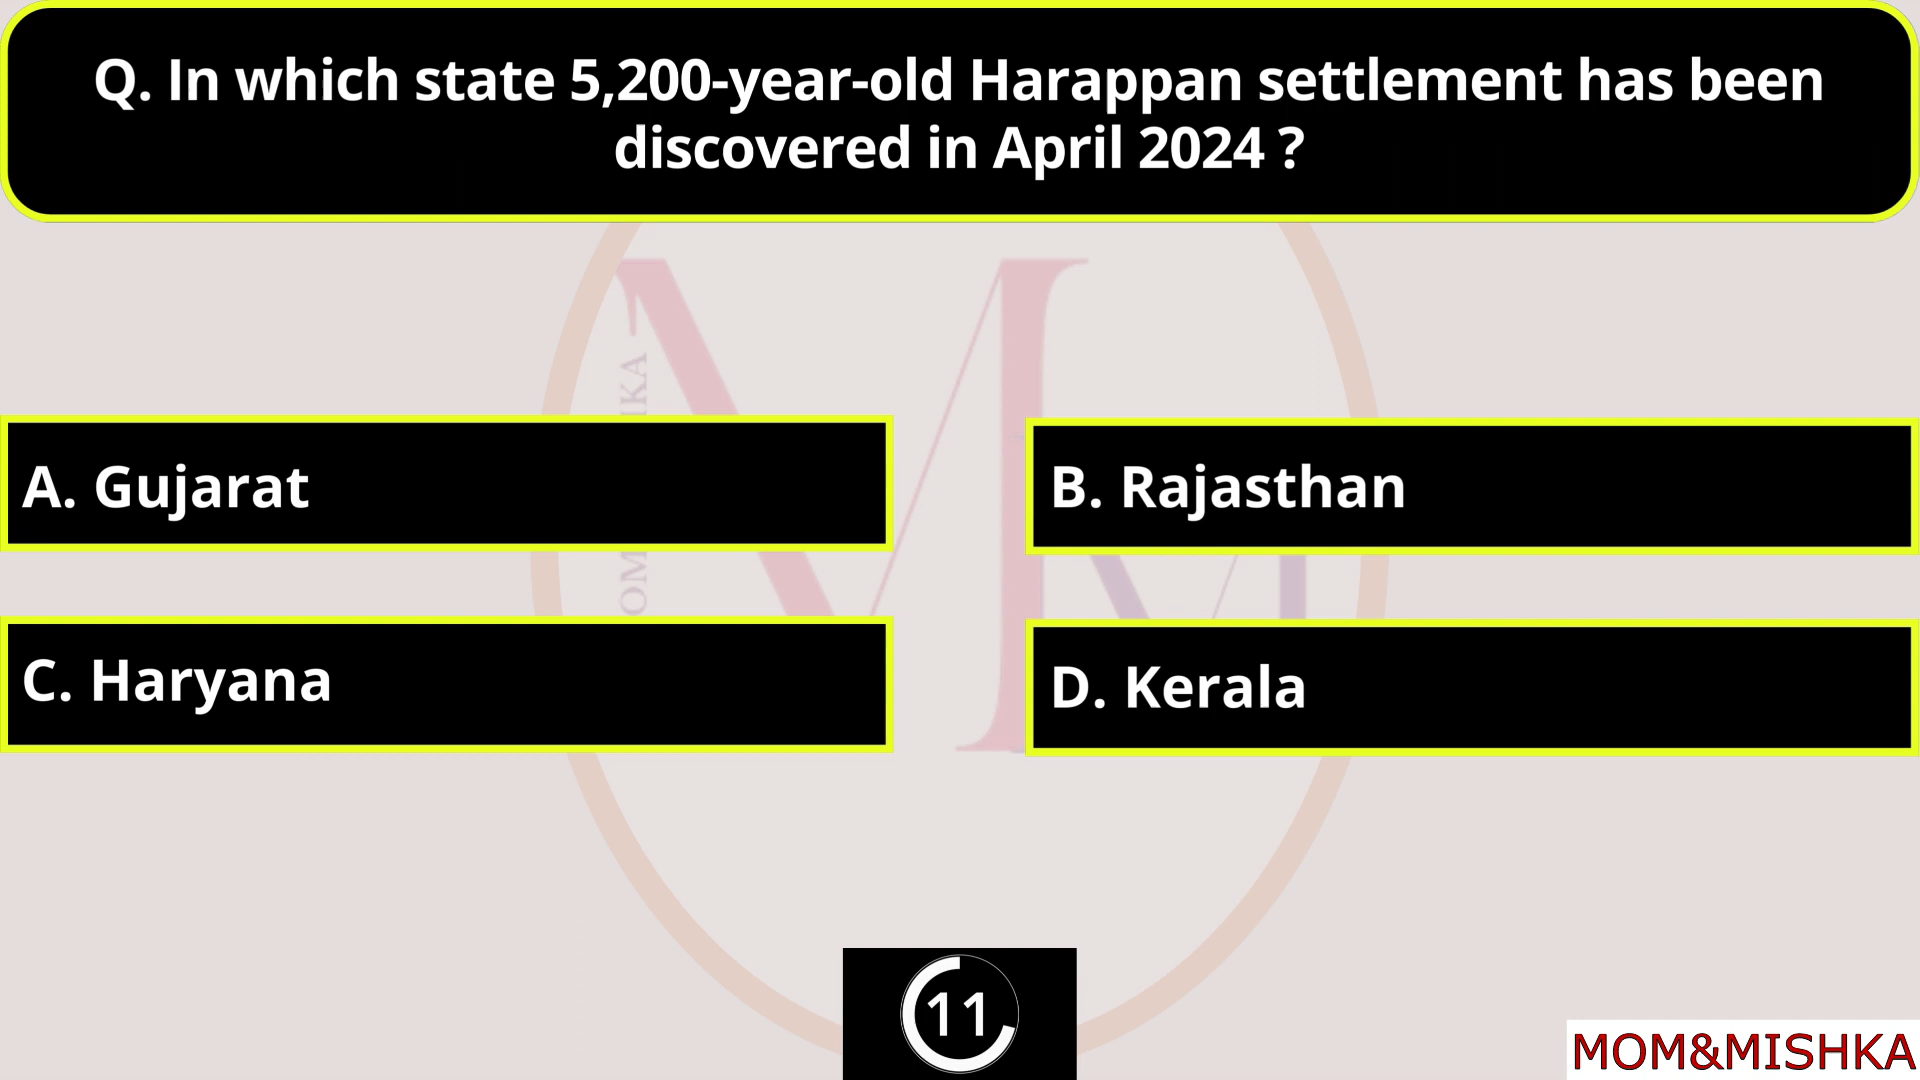 Q. In which state 5,200-year-old Harappan settlement has been
discovered in April 2024 ?
A. Gujarat
B. Rajasthan
C. Haryana
D. Kerala
11
MOM&MISHKA